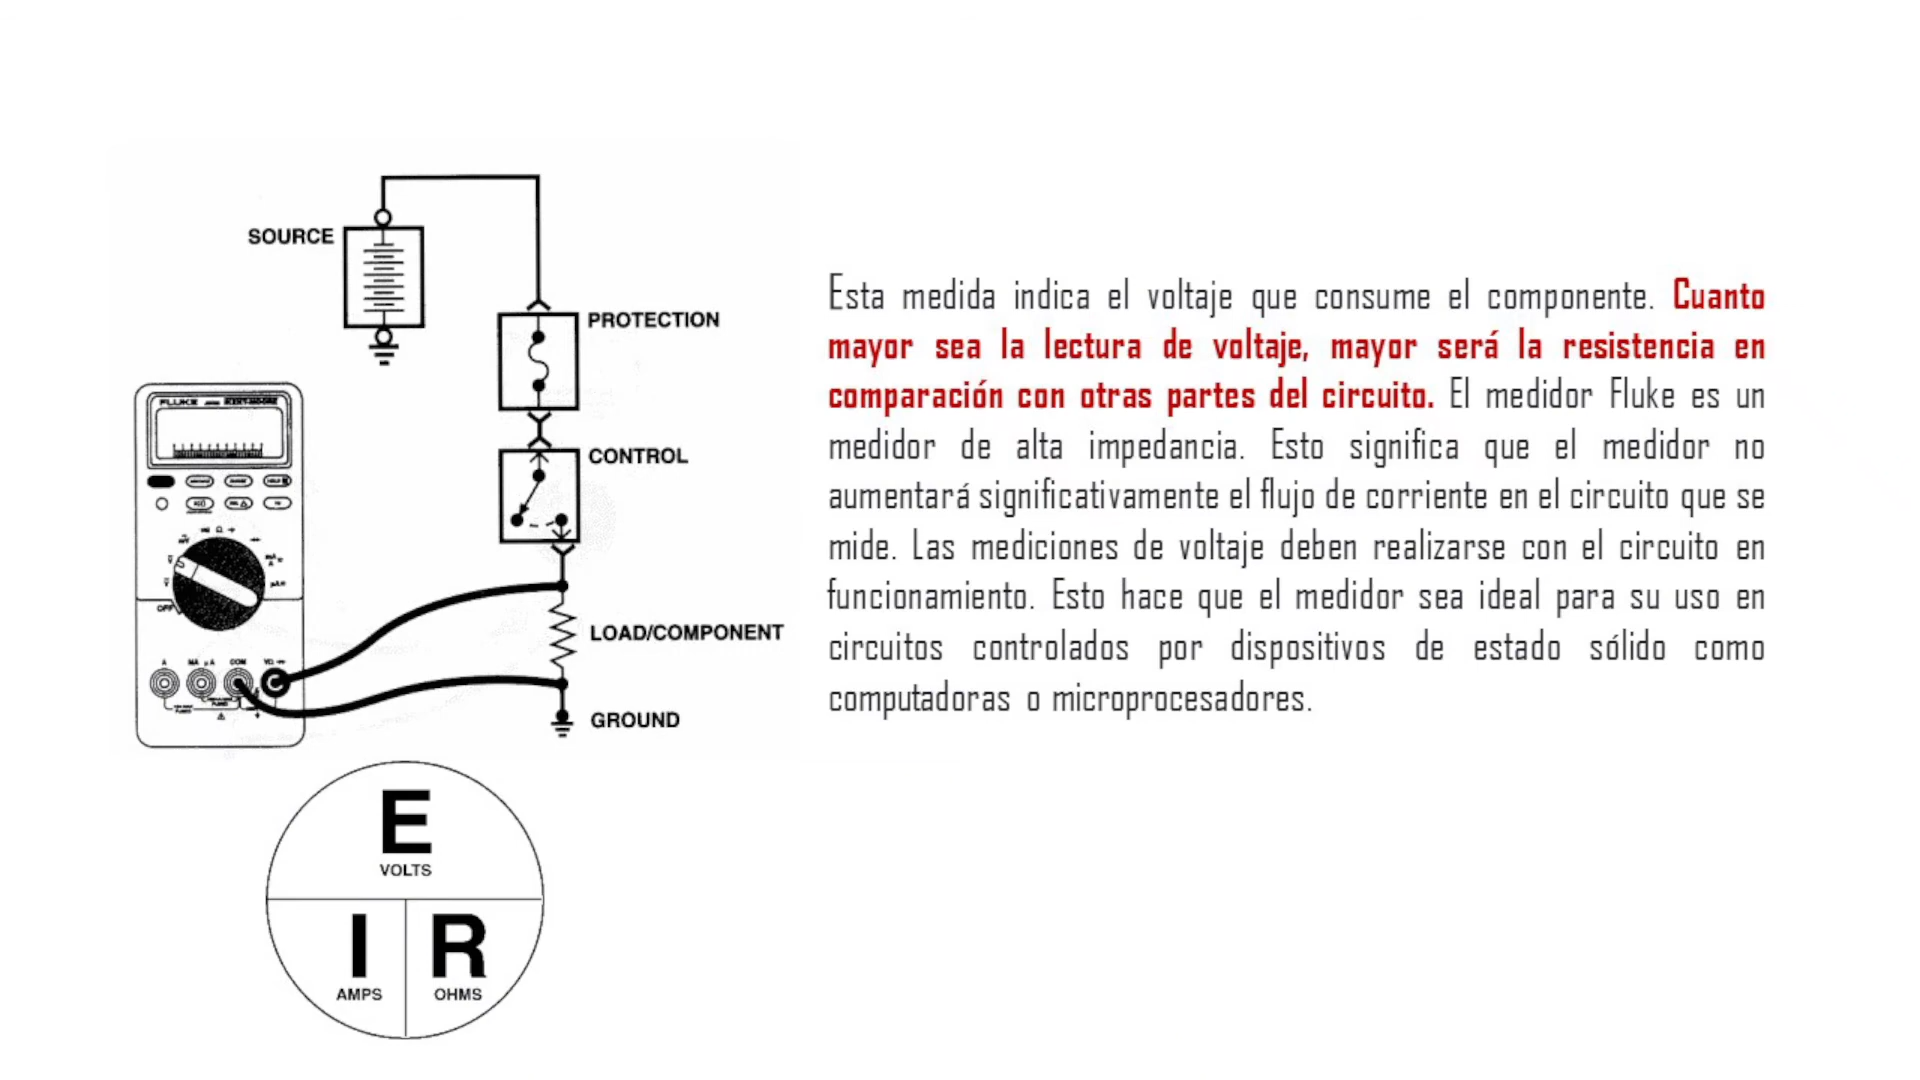 SOURCE
PROTECTION
CONTROL
LOAD/COMPONENT
GROUND
FLUKE
OFF
A
COM
E
VOLTS
I
AMPS
R
OHMS
Esta medida indica el voltaje que consume el componente. Cuanto
mayor sea la lectura de voltaje, mayor será la resistencia en
comparación con otras partes del circuito. El medidor Fluke es un
medidor de alta impedancia. Esto significa que el medidor no
aumentará significativamente el flujo de corriente en el circuito que se
mide. Las mediciones de voltaje deben realizarse con el circuito en
funcionamiento. Esto hace que el medidor sea ideal para su uso en
circuitos controlados por dispositivos de estado sólido como
computadoras o microprocesadores.